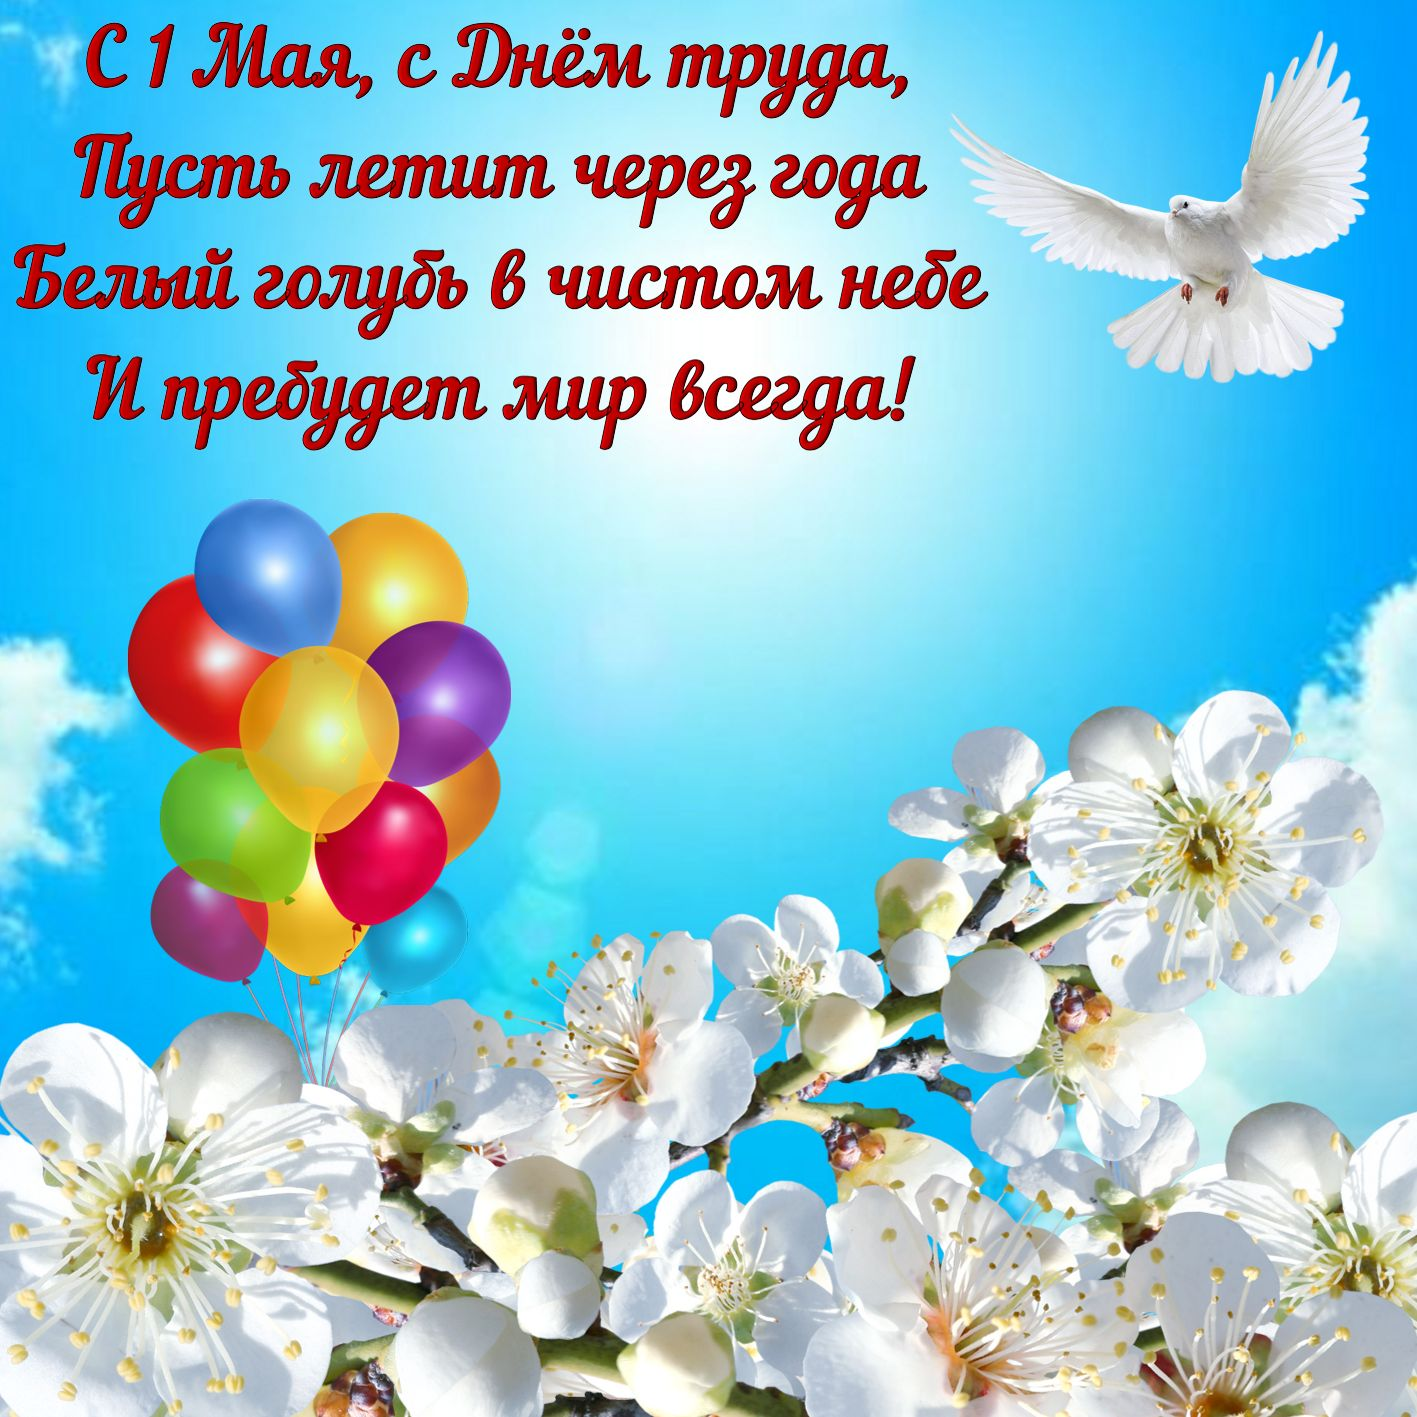 С 1 Мая, с Днём труда,
Пусть летит через года
Белый голубь в чистом небе
И пребудет мир всегда!